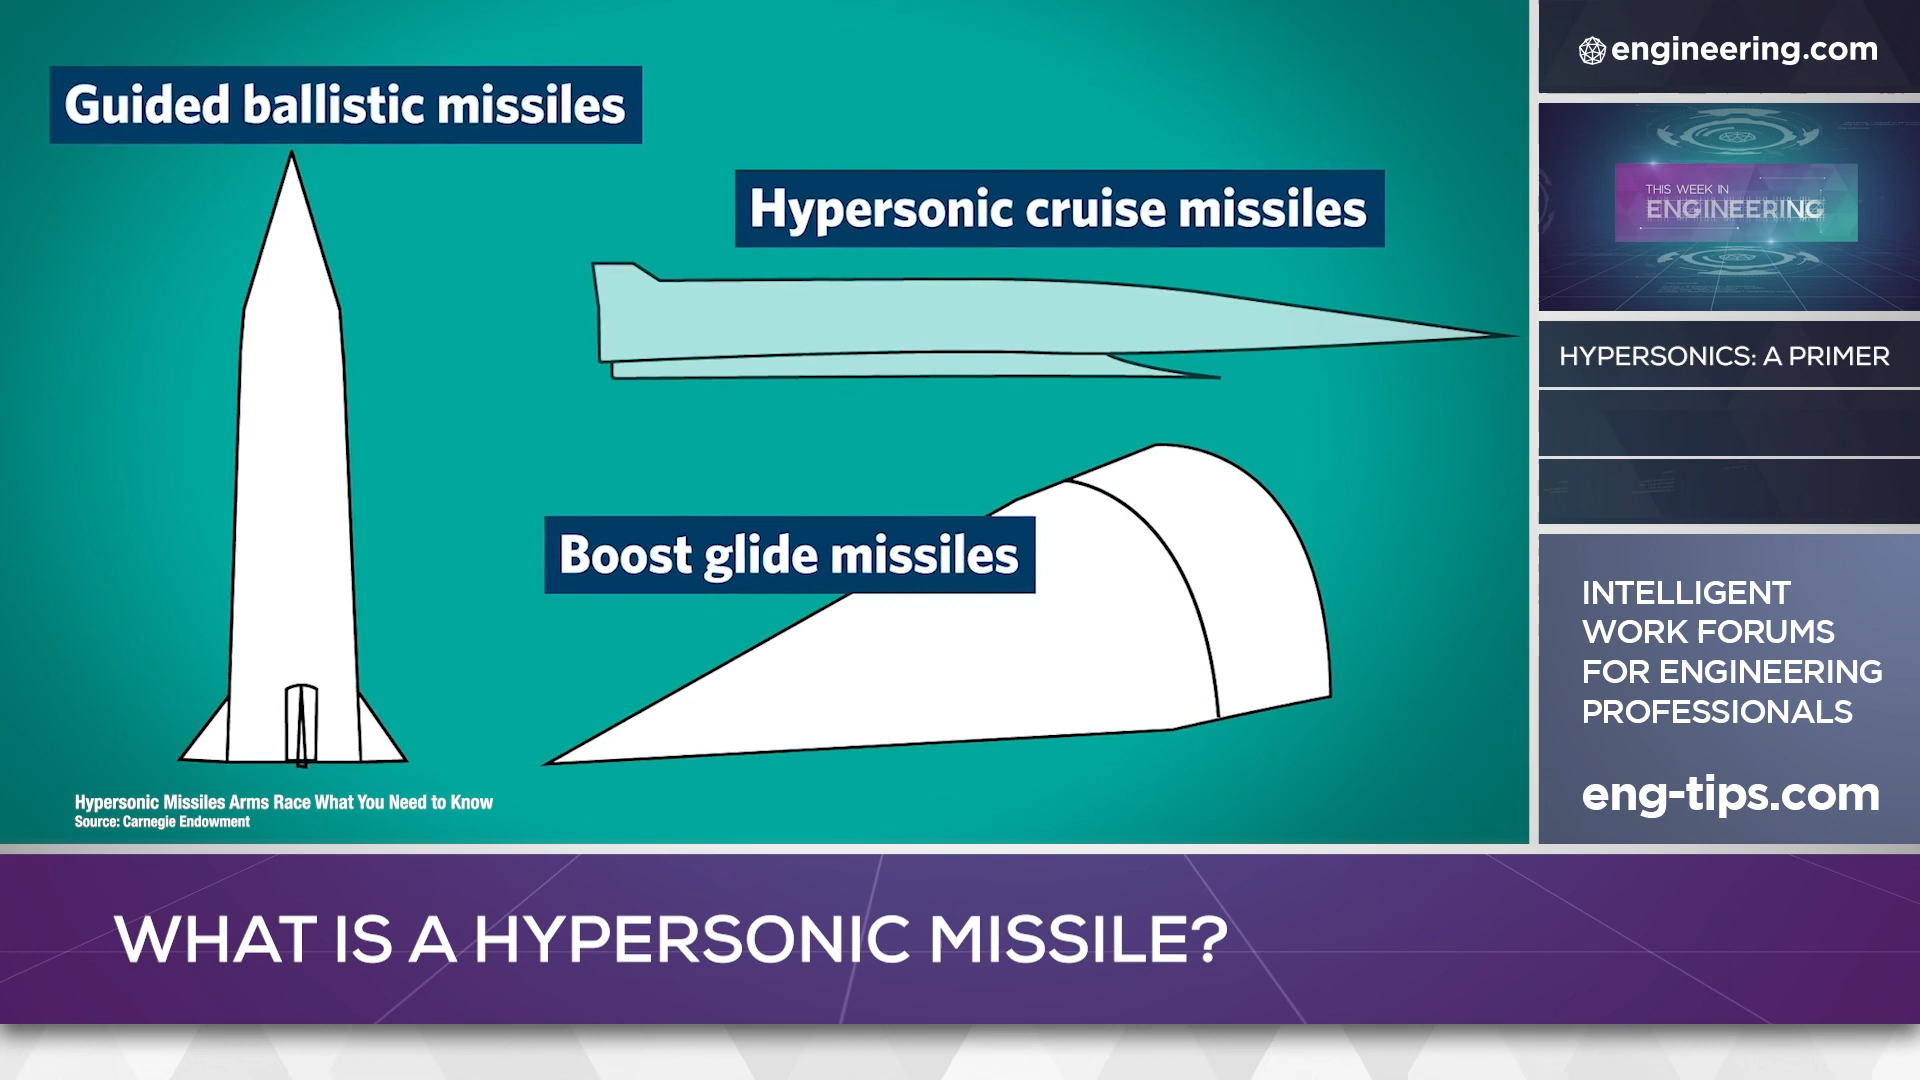 Guided ballistic missiles
Hypersonic cruise missiles
Boost glide missiles
Hypersonic Missiles Arms Race What You Need to Know
Source: Carnegie Endowment
WHAT IS A HYPERSONIC MISSILE?
engineering.com
THIS WEEK IN
ENGINEERING
HYPERSONICS: A PRIMER
INTELLIGENT
WORK FORUMS
FOR ENGINEERING
PROFESSIONALS
eng-tips.com